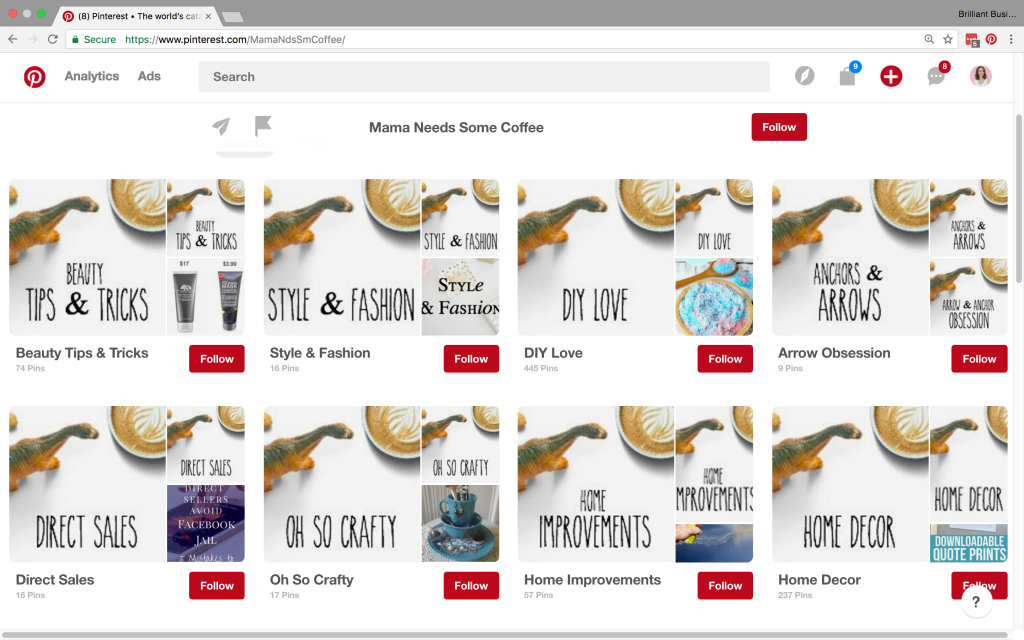 (8) Pinterest • The world's cata
Brilliant Busi...
Secure https://www.pinterest.com/MamaNdsSmCoffee/
5
Analytics Ads Search 9 8
Mama Needs Some Coffee Follow
BEAUTY
TIPS & TRICKS
BEAUTY
TIPS & TRICKS
$17 $3.99
MASK
Beauty Tips & Tricks
74 Pins
Follow
STYLE & FASHION
STYLE & FASHION
STYLE
& FASHION
Style & Fashion
16 Pins
Follow
DIY LOVE
DIY LOVE
DIY Love
445 Pins
Follow
ANCHORS &
ARROWS
ANCHORS &
ARROWS
ARROW & ANCHOR
OBSESSION
Arrow Obsession
9 Pins
Follow
DIRECT SALES
DIRECT SALES
DIRECT
SELLERS
AVOID
FACEBOOK
JAIL
5 Mistakes to
Direct Sales
16 Pins
Follow
OH SO CRAFTY
OH SO CRAFTY
Oh So Crafty
17 Pins
Follow
HOME
IMPROVEMENTS
HOME
IMPROVEMENTS
Home Improvements
57 Pins
Follow
HOME DECOR
HOME DECOR
DOWNLOADABLE
QUOTE PRINTS
Home Decor
237 Pins
Follow
?